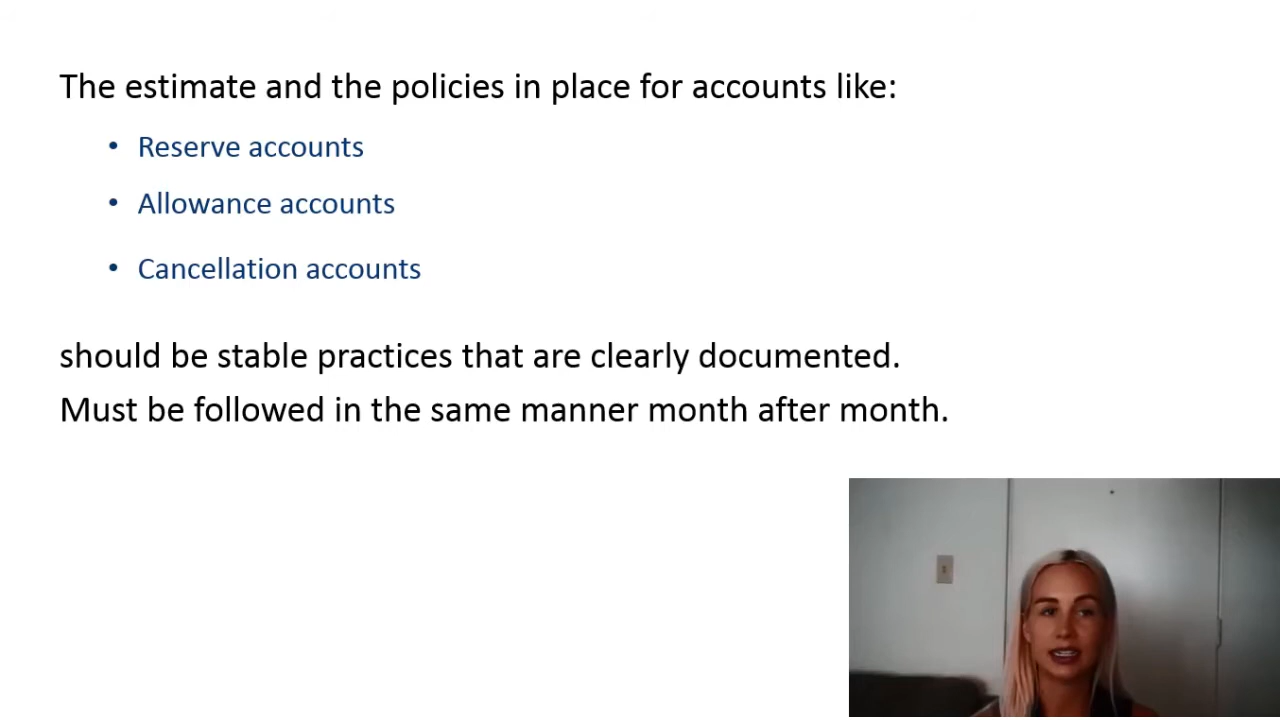 The estimate and the policies in place for accounts like:
• Reserve accounts
• Allowance accounts
• Cancellation accounts
should be stable practices that are clearly documented.
Must be followed in the same manner month after month.